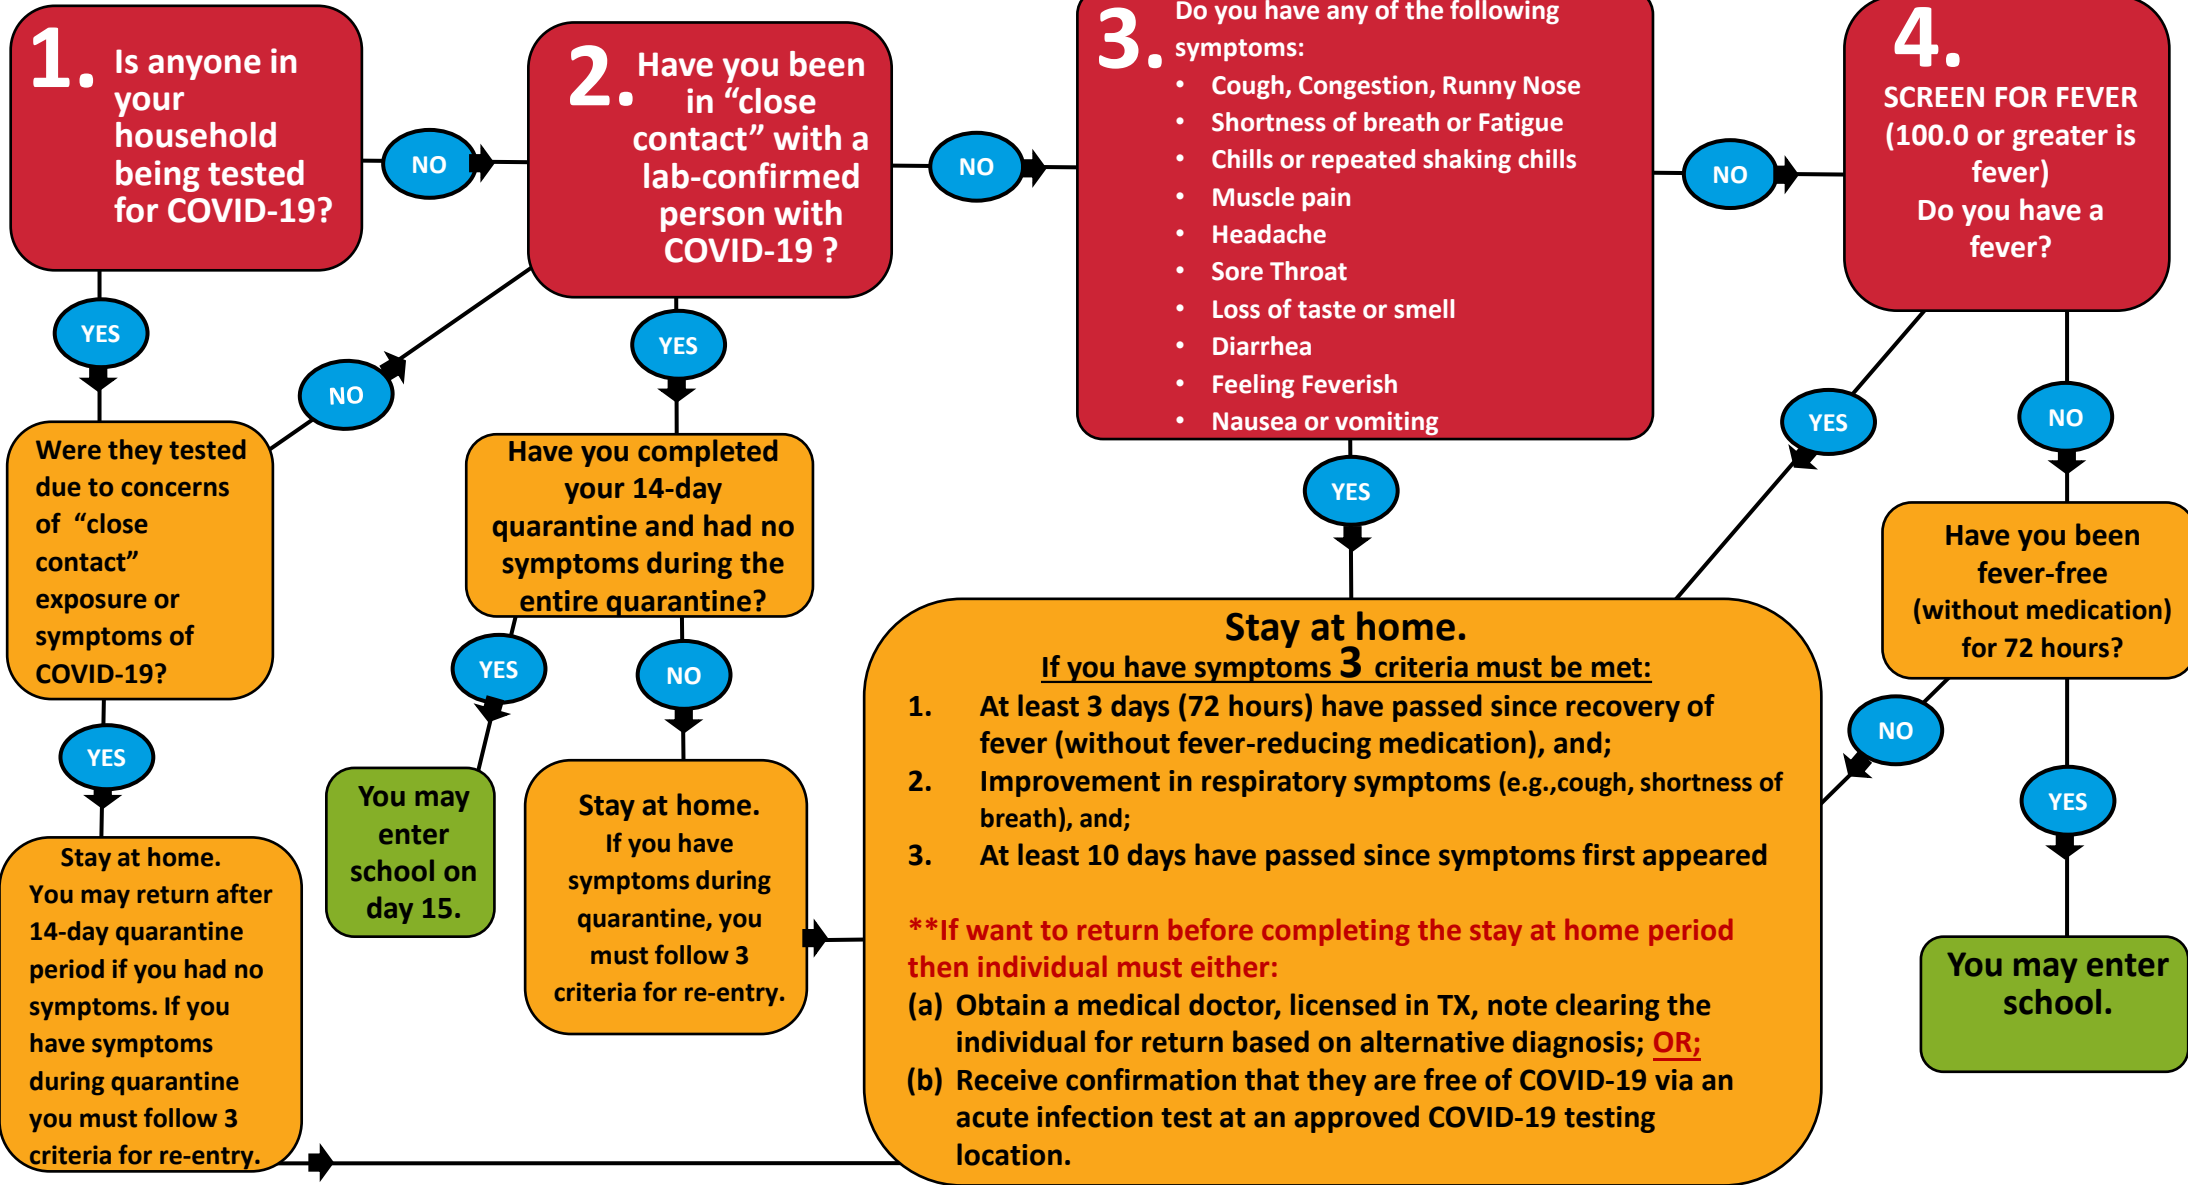 1.
Is anyone in
your
household
being tested
for COVID-19?
NO
2.
Have you been
in “close
contact” with a
lab-confirmed
person with
COVID-19 ?
NO
3.
Do you have any of the following
symptoms:
• Cough, Congestion, Runny Nose
• Shortness of breath or Fatigue
• Chills or repeated shaking chills
• Muscle pain
• Headache
• Sore Throat
• Loss of taste or smell
• Diarrhea
• Feeling Feverish
• Nausea or vomiting
NO
4.
SCREEN FOR FEVER
(100.0 or greater is
fever)
Do you have a
fever?
YES
NO
Were they tested
due to concerns
of “close
contact”
exposure or
symptoms of
COVID-19?
YES
Stay at home.
You may return after
14-day quarantine
period if you had no
symptoms. If you
have symptoms
during quarantine
you must follow 3
criteria for re-entry.
YES
Have you completed
your 14-day
quarantine and had no
symptoms during the
entire quarantine?
YES
You may
enter
school on
day 15.
NO
Stay at home.
If you have
symptoms during
quarantine, you
must follow 3
criteria for re-entry.
YES
Stay at home.
If you have symptoms 3 criteria must be met:
1. At least 3 days (72 hours) have passed since recovery of
fever (without fever-reducing medication), and;
2. Improvement in respiratory symptoms (e.g.,cough, shortness of
breath), and;
3. At least 10 days have passed since symptoms first appeared
**If want to return before completing the stay at home period
then individual must either:
(a) Obtain a medical doctor, licensed in TX, note clearing the
individual for return based on alternative diagnosis; OR;
(b) Receive confirmation that they are free of COVID-19 via an
acute infection test at an approved COVID-19 testing
location.
YES
NO
Have you been
fever-free
(without medication)
for 72 hours?
NO
YES
You may enter
school.